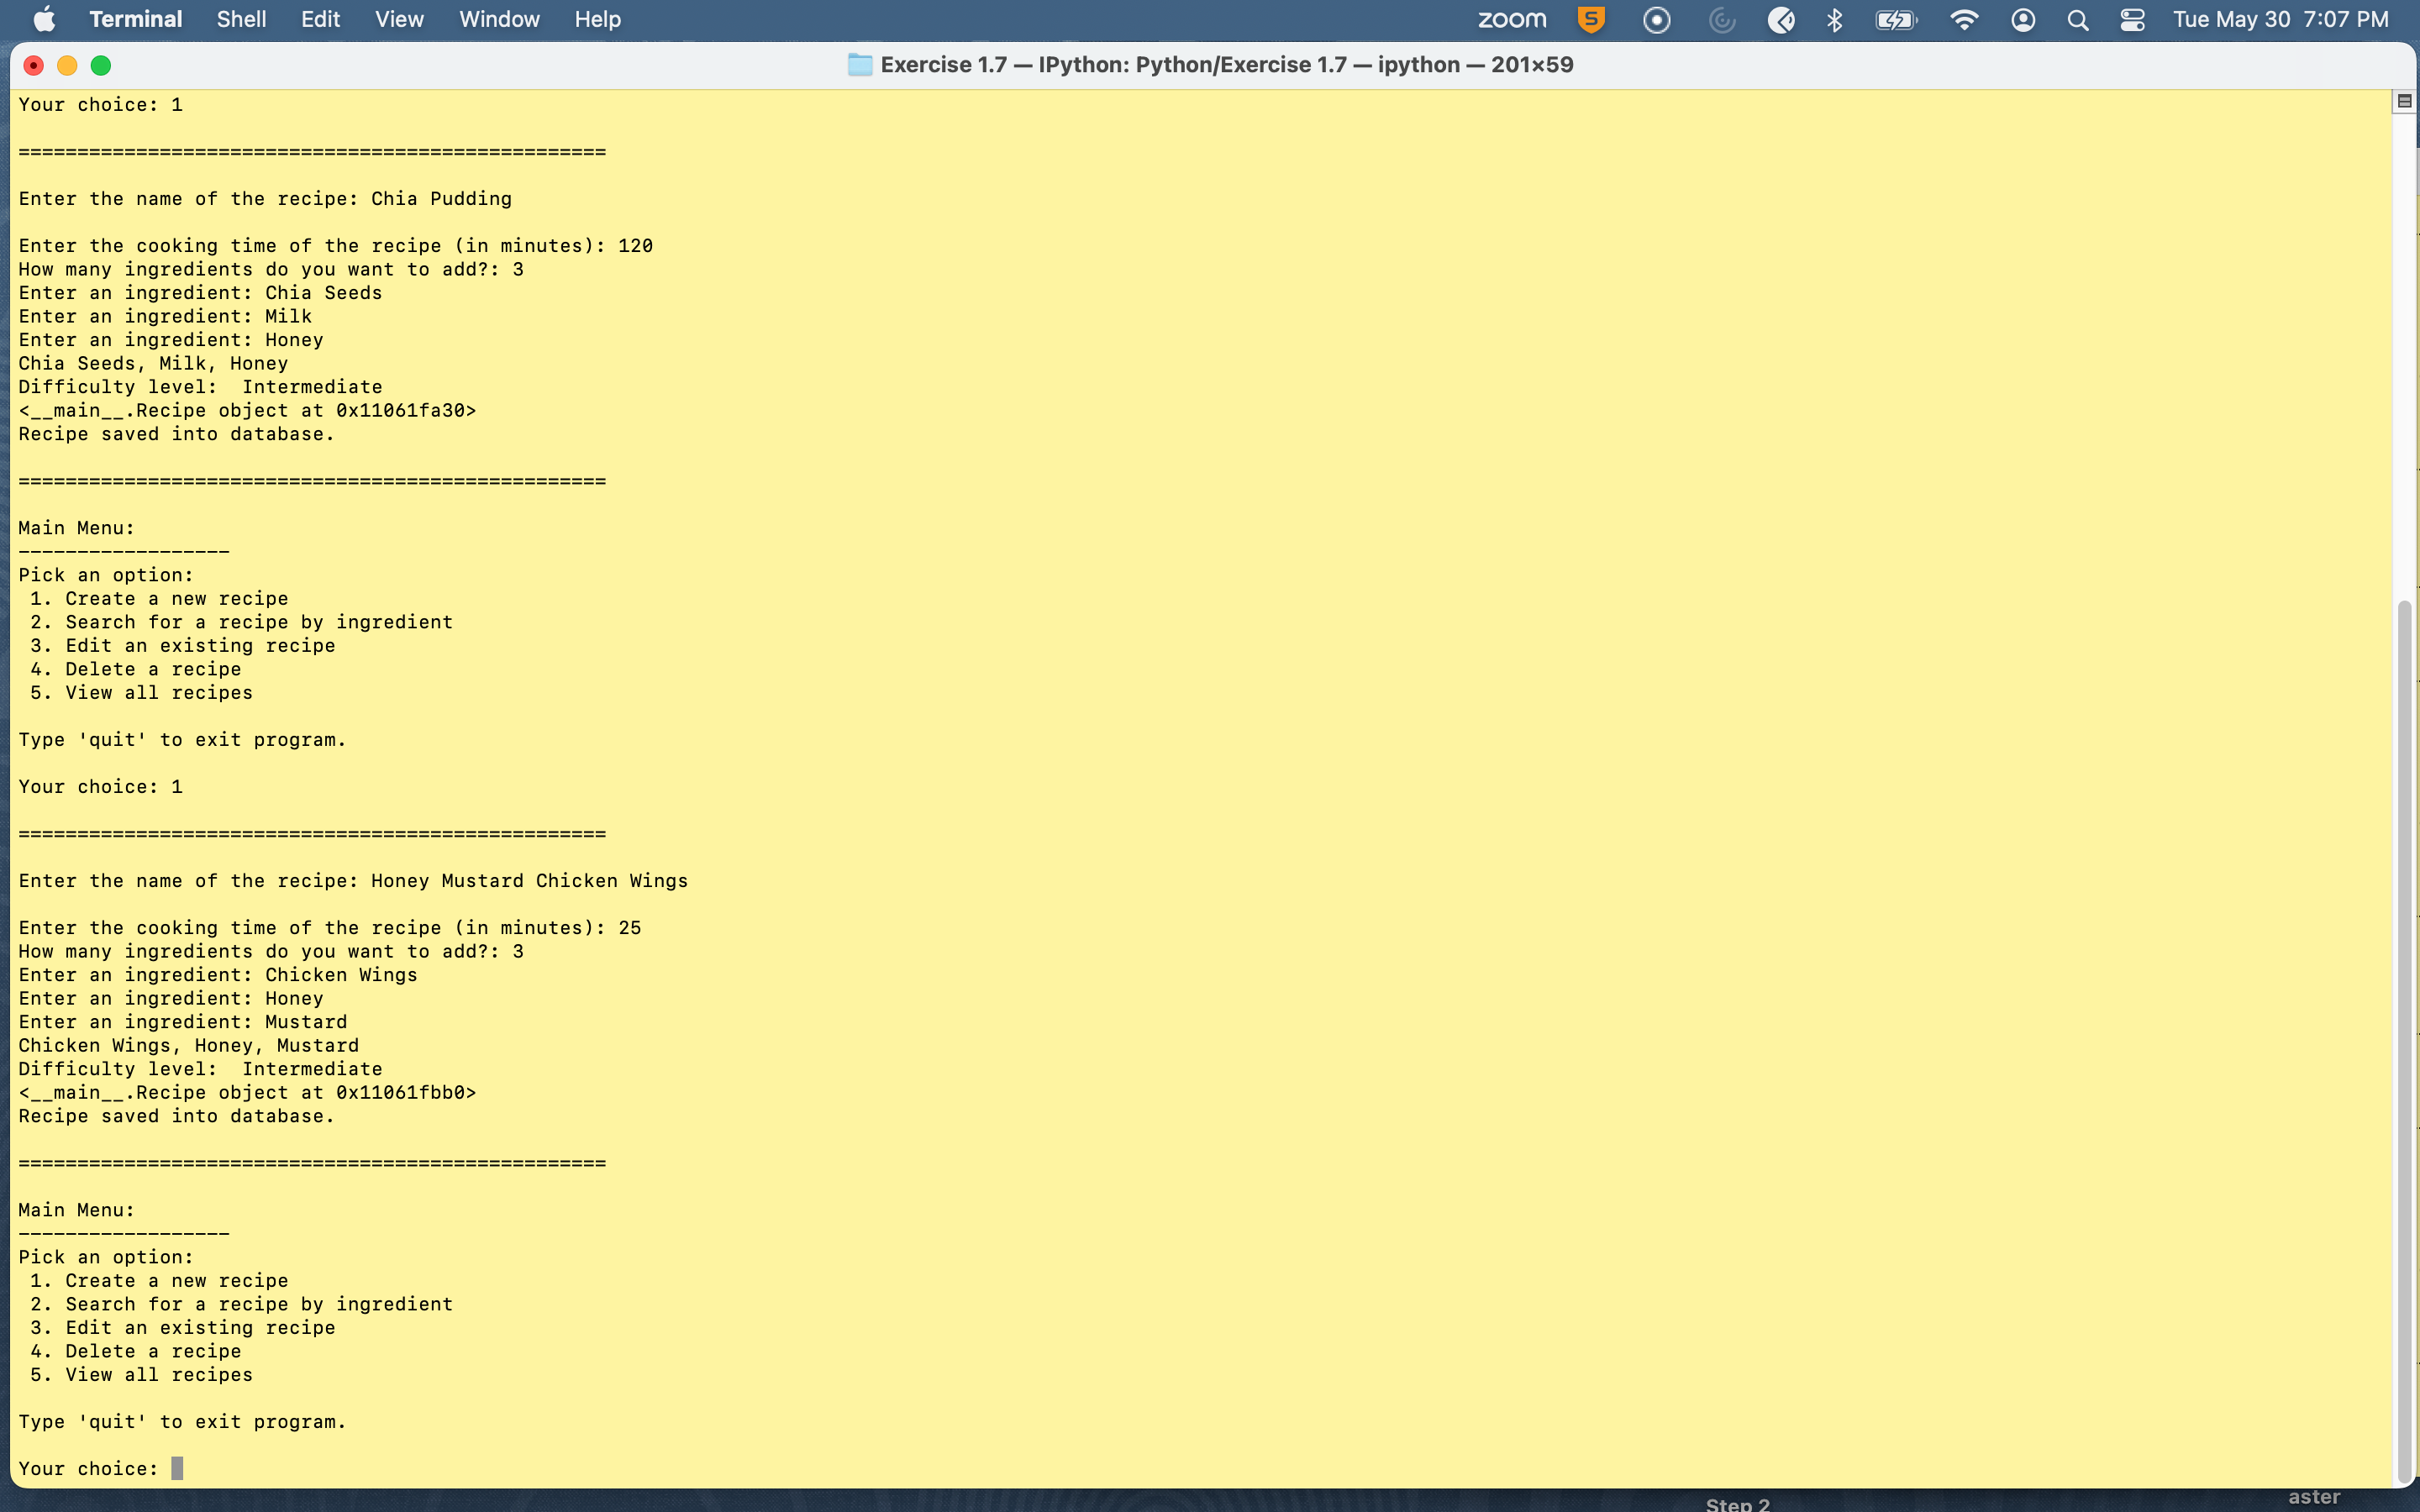 Terminal Shell Edit View Window Help zoom S Tue May 30 7:07 PM
Exercise 1.7 — IPython: Python/Exercise 1.7 — ipython — 201×59
Your choice: 1
==================================================
Enter the name of the recipe: Chia Pudding
Enter the cooking time of the recipe (in minutes): 120
How many ingredients do you want to add?: 3
Enter an ingredient: Chia Seeds
Enter an ingredient: Milk
Enter an ingredient: Honey
Chia Seeds, Milk, Honey
Difficulty level:  Intermediate
<__main__.Recipe object at 0x11061fa30>
Recipe saved into database.
==================================================
Main Menu:
------------------
Pick an option:
 1. Create a new recipe
 2. Search for a recipe by ingredient
 3. Edit an existing recipe
 4. Delete a recipe
 5. View all recipes
Type 'quit' to exit program.
Your choice: 1
==================================================
Enter the name of the recipe: Honey Mustard Chicken Wings
Enter the cooking time of the recipe (in minutes): 25
How many ingredients do you want to add?: 3
Enter an ingredient: Chicken Wings
Enter an ingredient: Honey
Enter an ingredient: Mustard
Chicken Wings, Honey, Mustard
Difficulty level:  Intermediate
<__main__.Recipe object at 0x11061fbb0>
Recipe saved into database.
==================================================
Main Menu:
------------------
Pick an option:
 1. Create a new recipe
 2. Search for a recipe by ingredient
 3. Edit an existing recipe
 4. Delete a recipe
 5. View all recipes
Type 'quit' to exit program.
Your choice:
Step 2 aster